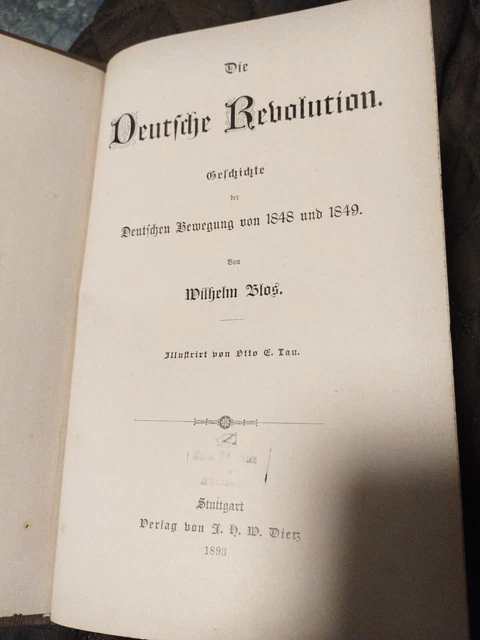 Die
Deutsche Revolution.
Geschichte
der
Deutschen Bewegung von 1848 und 1849.
Von
Wilhelm Blos.
Illustrirt von Otto E. Lau.
Stuttgart
Verlag von J. H. W. Dietz
1893